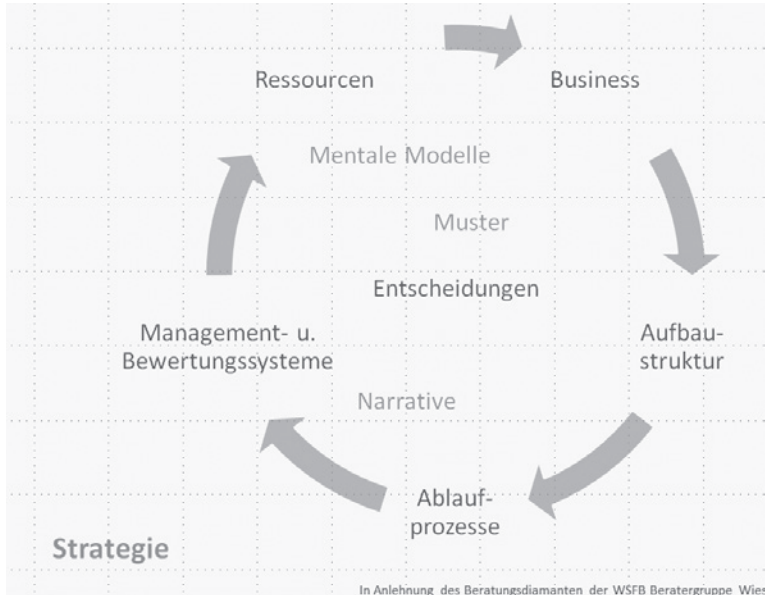 Ressourcen
Business
Mentale Modelle
Muster
Entscheidungen
Management- u.
Bewertungssysteme
Aufbau-
struktur
Narrative
Ablauf-
prozesse
Strategie
In Anlehnung des Beratungsdiamanten der WSFB Beratergruppe